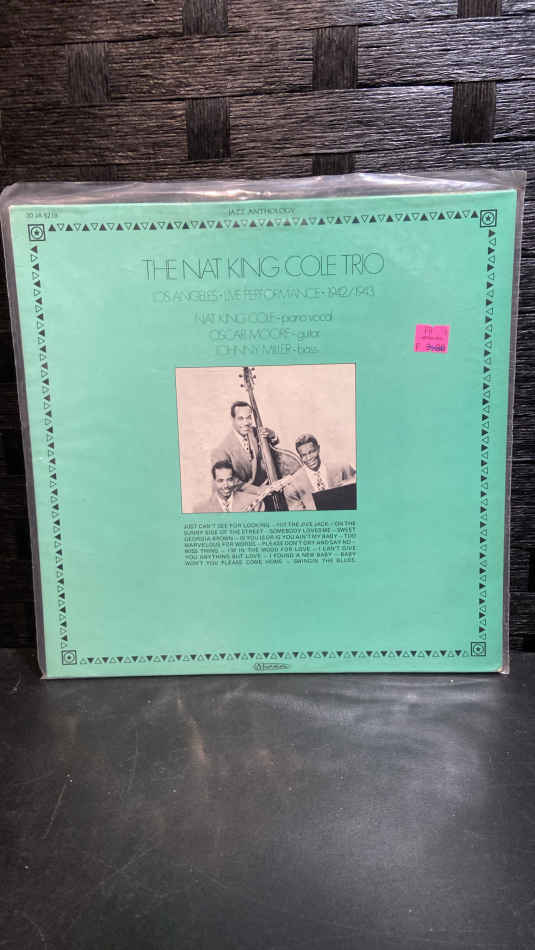 30 JA 5213
JAZZ ANTHOLOGY
THE NAT KING COLE TRIO
LOS ANGELES • LIVE PERFORMANCE • 1942/1943
NAT KING COLE - piano vocal
OSCAR MOORE - guitar
JOHNNY MILLER - bass
F
JUST CAN'T SEE FOR LOOKING – HIT THE JIVE JACK – ON THE
SUNNY SIDE OF THE STREET – SOMEBODY LOVES ME – SWEET
GEORGIA BROWN – IS YOU IS OR IS YOU AIN'T MY BABY – TOO
MARVELOUS FOR WORDS – PLEASE DON'T CRY AND SAY NO –
MISS THING – I'M IN THE MOOD FOR LOVE – I CAN'T GIVE
YOU ANYTHING BUT LOVE – I FOUND A NEW BABY – BABY
WON'T YOU PLEASE COME HOME – SWINGIN THE BLUES.